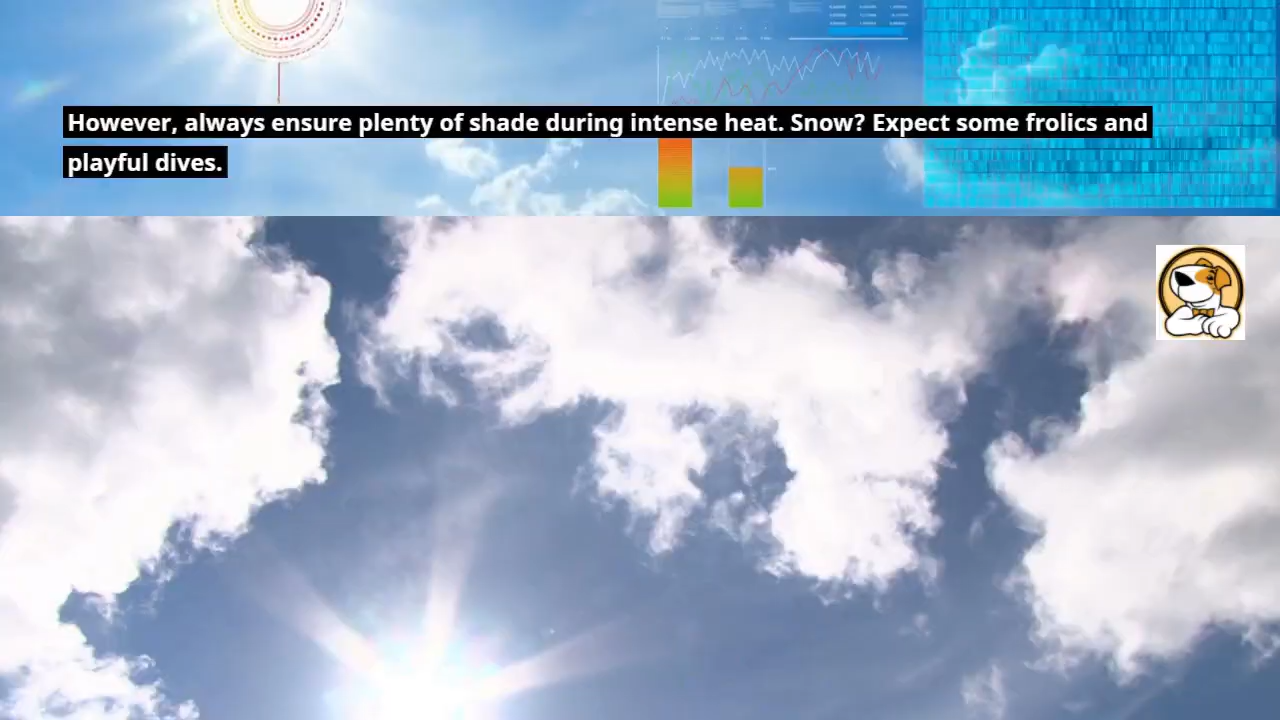 However, always ensure plenty of shade during intense heat. Snow? Expect some frolics and
playful dives.